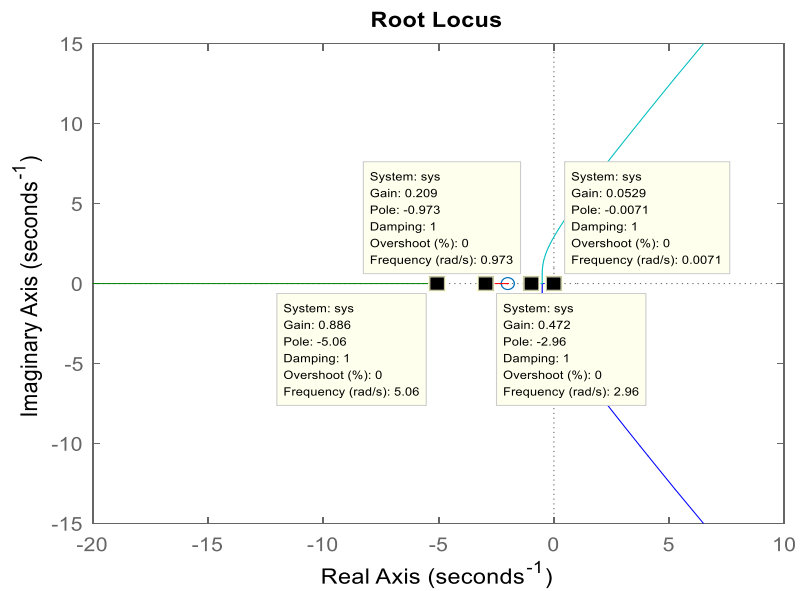 Root Locus
15
10
5
0
-5
-10
-15
-20
-15
-10
-5
0
5
10
Imaginary Axis (seconds-1)
Real Axis (seconds-1)
System: sys
Gain: 0.209
Pole: -0.973
Damping: 1
Overshoot (%): 0
Frequency (rad/s): 0.973
System: sys
Gain: 0.0529
Pole: -0.0071
Damping: 1
Overshoot (%): 0
Frequency (rad/s): 0.0071
System: sys
Gain: 0.886
Pole: -5.06
Damping: 1
Overshoot (%): 0
Frequency (rad/s): 5.06
System: sys
Gain: 0.472
Pole: -2.96
Damping: 1
Overshoot (%): 0
Frequency (rad/s): 2.96